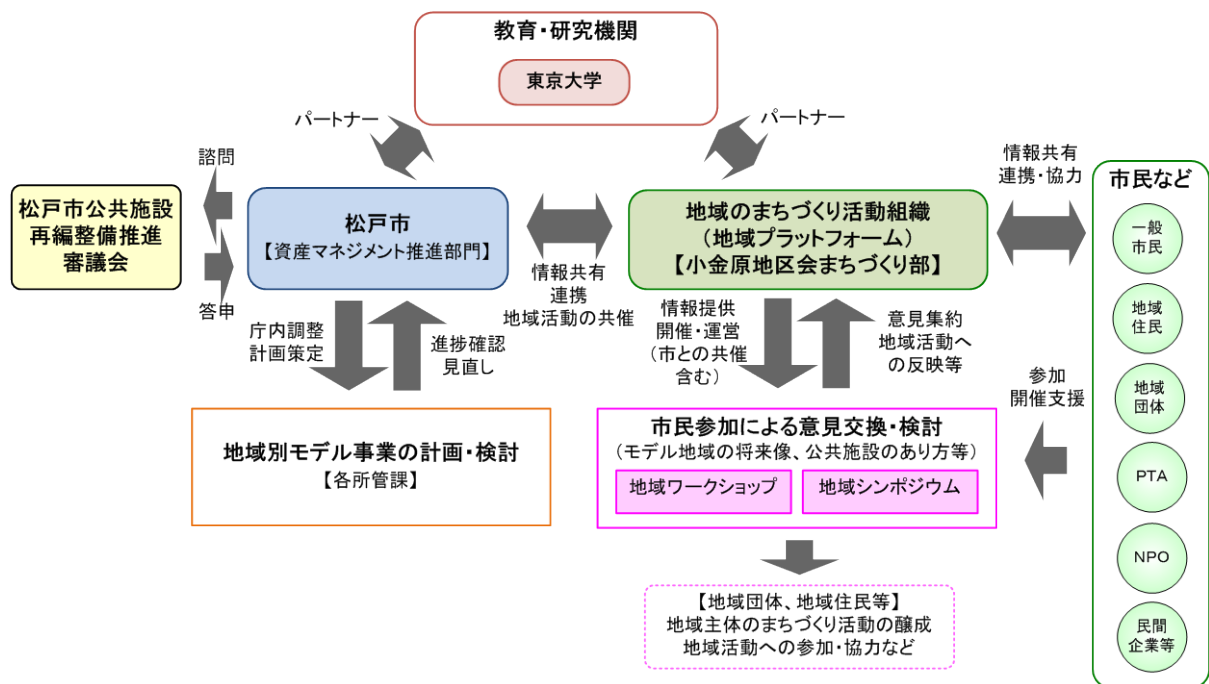 教育・研究機関
東京大学
パートナー
パートナー
諮問
松戸市公共施設
再編整備推進
審議会
答申
松戸市
【資産マネジメント推進部門】
情報共有
連携
地域活動の共催
地域のまちづくり活動組織
(地域プラットフォーム)
【小金原地区会まちづくり部】
情報共有
連携・協力
市民など
一般
市民
地域
住民
地域
団体
PTA
NPO
民間
企業等
庁内調整
計画策定
進捗確認
見直し
情報提供
開催・運営
(市との共催
含む)
意見集約
地域活動へ
の反映等
参加
開催支援
地域別モデル事業の計画・検討
【各所管課】
市民参加による意見交換・検討
(モデル地域の将来像、公共施設のあり方等)
地域ワークショップ
地域シンポジウム
【地域団体、地域住民等】
地域主体のまちづくり活動の醸成
地域活動への参加・協力など